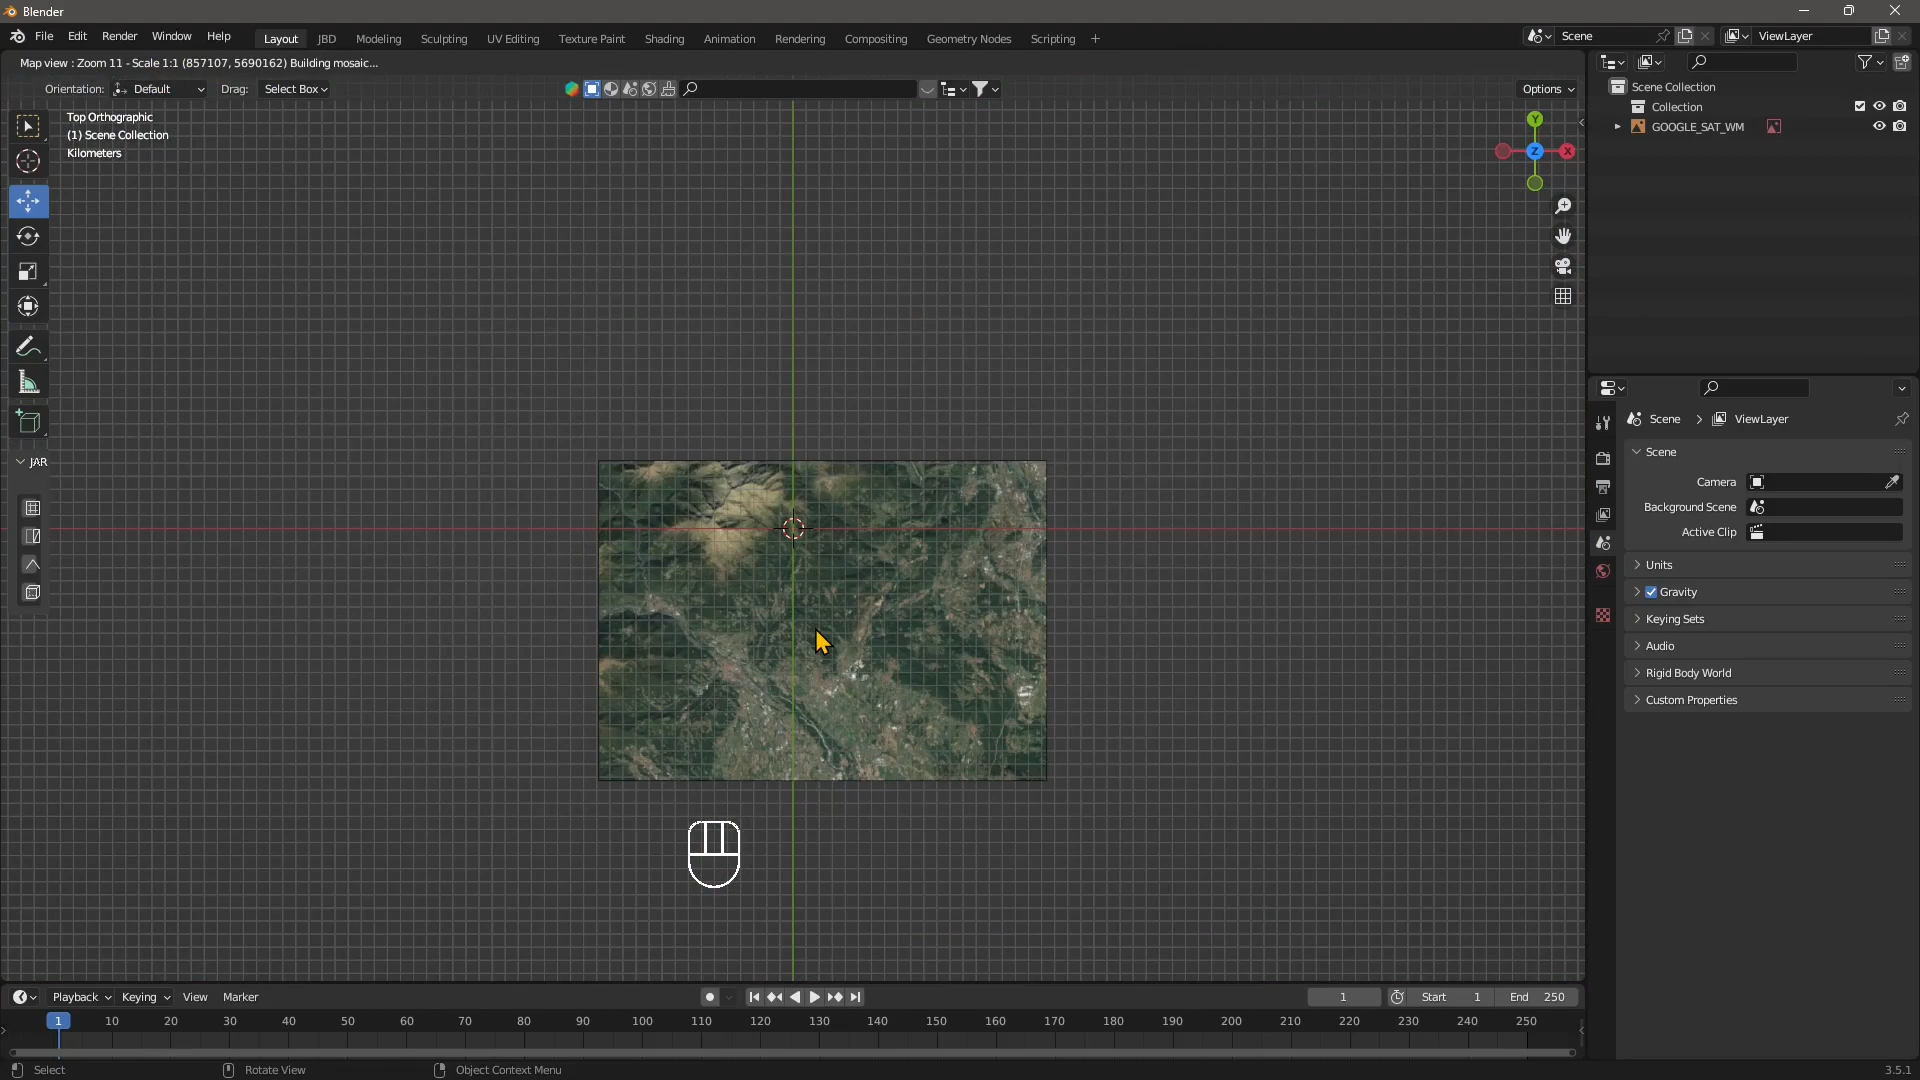 Blender
File Edit Render Window Help Layout JBD Modeling Sculpting UV Editing Texture Paint Shading Animation Rendering Compositing Geometry Nodes Scripting + Scene ViewLayer
Map view : Zoom 11 - Scale 1:1 (857107, 5690162) Building mosaic...
Orientation: Default Drag: Select Box Options
Top Orthographic
(1) Scene Collection
Kilometers
Y
Z X
JAR
Scene Collection
Collection
GOOGLE_SAT_WM
Scene > ViewLayer
Scene
Camera
Background Scene
Active Clip
Units
Gravity
Keying Sets
Audio
Rigid Body World
Custom Properties
Playback Keying View Marker 1 Start 1 End 250
1 10 20 30 40 50 60 70 80 90 100 110 120 130 140 150 160 170 180 190 200 210 220 230 240 250
Select Rotate View Object Context Menu 3.5.1